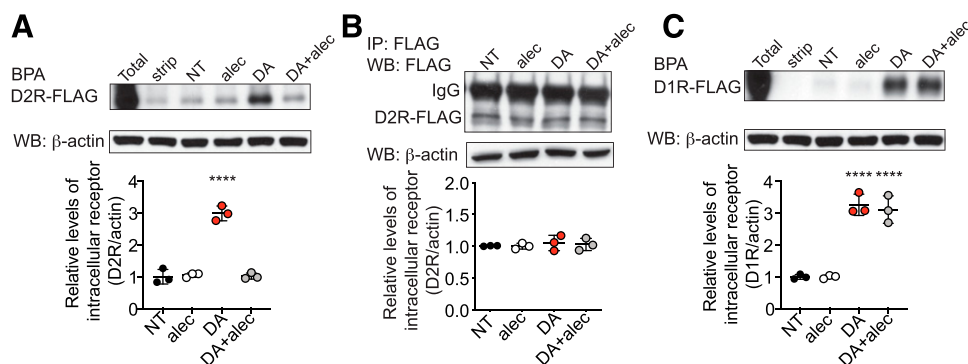 A
BPA
Total strip NT alec DA DA+alec
D2R-FLAG
WB: β-actin
Relative levels of
intracellular receptor
(D2R/actin)
4
3
2
1
0
****
NT alec DA DA+alec
B
IP: FLAG
WB: FLAG
NT alec DA DA+alec
IgG
D2R-FLAG
WB: β-actin
Relative levels of
intracellular receptor
(D2R/actin)
2.0
1.5
1.0
0.5
0.0
NT alec DA DA+alec
C
BPA
Total strip NT alec DA DA+alec
D1R-FLAG
WB: β-actin
Relative levels of
intracellular receptor
(D1R/actin)
4
3
2
1
0
**** ****
NT alec DA DA+alec